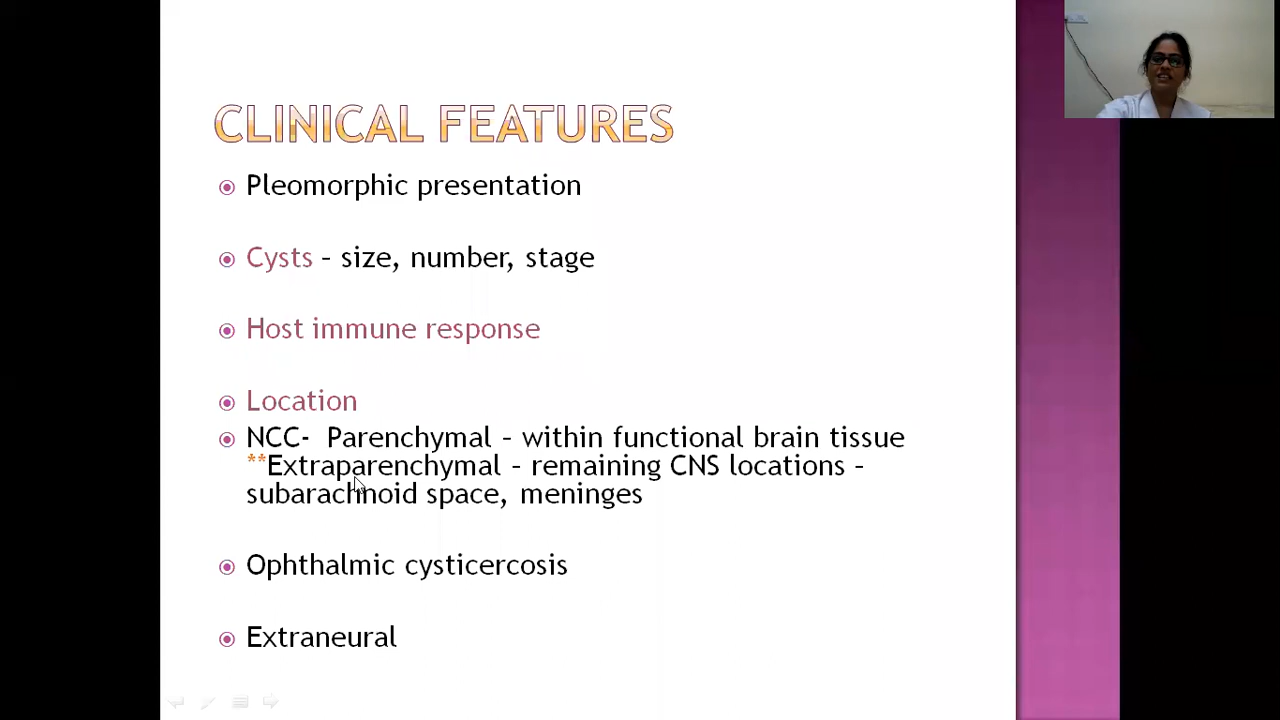 CLINICAL FEATURES
Pleomorphic presentation
Cysts - size, number, stage
Host immune response
Location
NCC- Parenchymal - within functional brain tissue
**Extraparenchymal - remaining CNS locations -
subarachnoid space, meninges
Ophthalmic cysticercosis
Extraneural